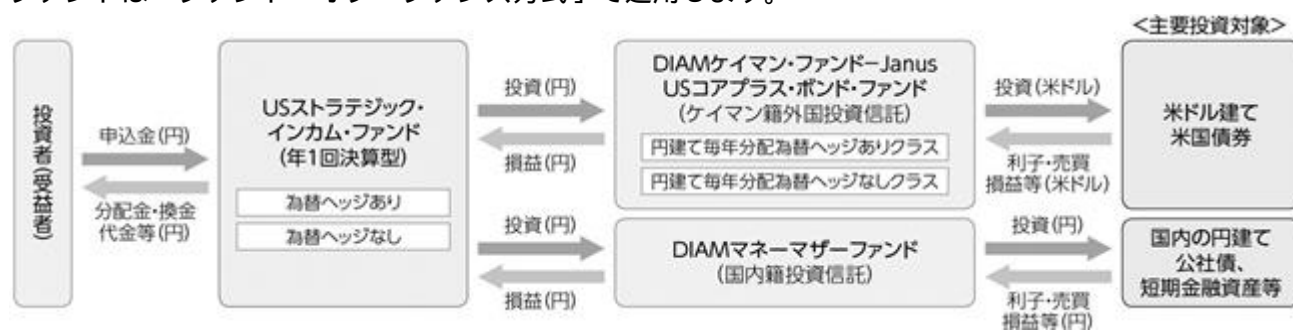 ファンドは「ファンド・オブ・ファンズ方式」で運用します。
<主要投資対象>
投資者(受益者)
申込金(円)
分配金・換金
代金等(円)
USストラテジック・
インカム・ファンド
(年1回決算型)
為替ヘッジあり
為替ヘッジなし
投資(円)
損益(円)
DIAMケイマン・ファンド－Janus
USコアプラス・ボンド・ファンド
(ケイマン籍外国投資信託)
円建て毎年分配為替ヘッジありクラス
円建て毎年分配為替ヘッジなしクラス
投資(米ドル)
利子・売買
損益等(米ドル)
米ドル建て
米国債券
投資(円)
損益(円)
DIAMマネーマザーファンド
(国内籍投資信託)
投資(円)
利子・売買
損益等(円)
国内の円建て
公社債、
短期金融資産等